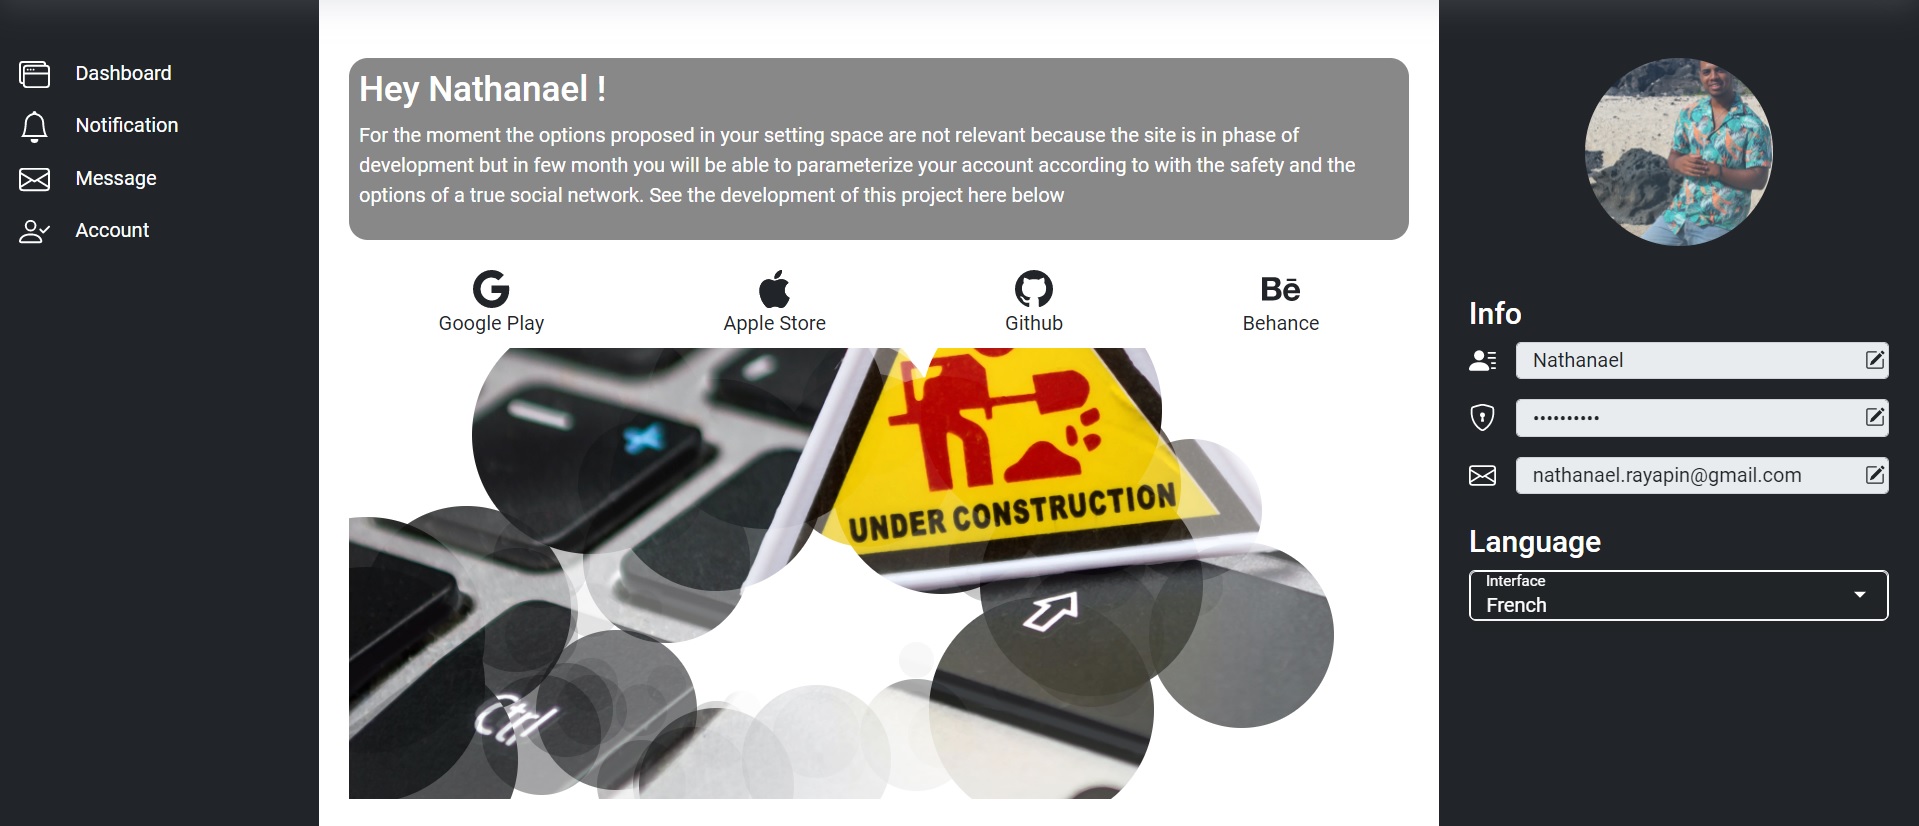 Dashboard
Notification
Message
Account
Hey Nathanael !
For the moment the options proposed in your setting space are not relevant because the site is in phase of
development but in few month you will be able to parameterize your account according to with the safety and the
options of a true social network. See the development of this project here below
Google Play
Apple Store
Github
Bē
Behance
UNDER CONSTRUCTION
Ctrl
Info
Nathanael
••••••••••
nathanael.rayapin@gmail.com
Language
Interface
French